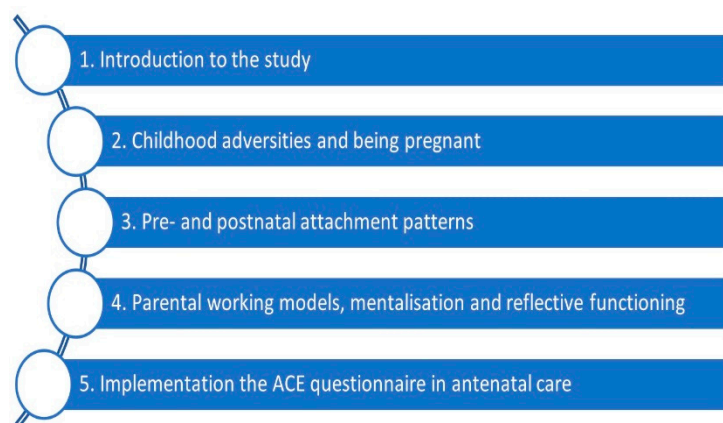 1. Introduction to the study
2. Childhood adversities and being pregnant
3. Pre- and postnatal attachment patterns
4. Parental working models, mentalisation and reflective functioning
5. Implementation the ACE questionnaire in antenatal care